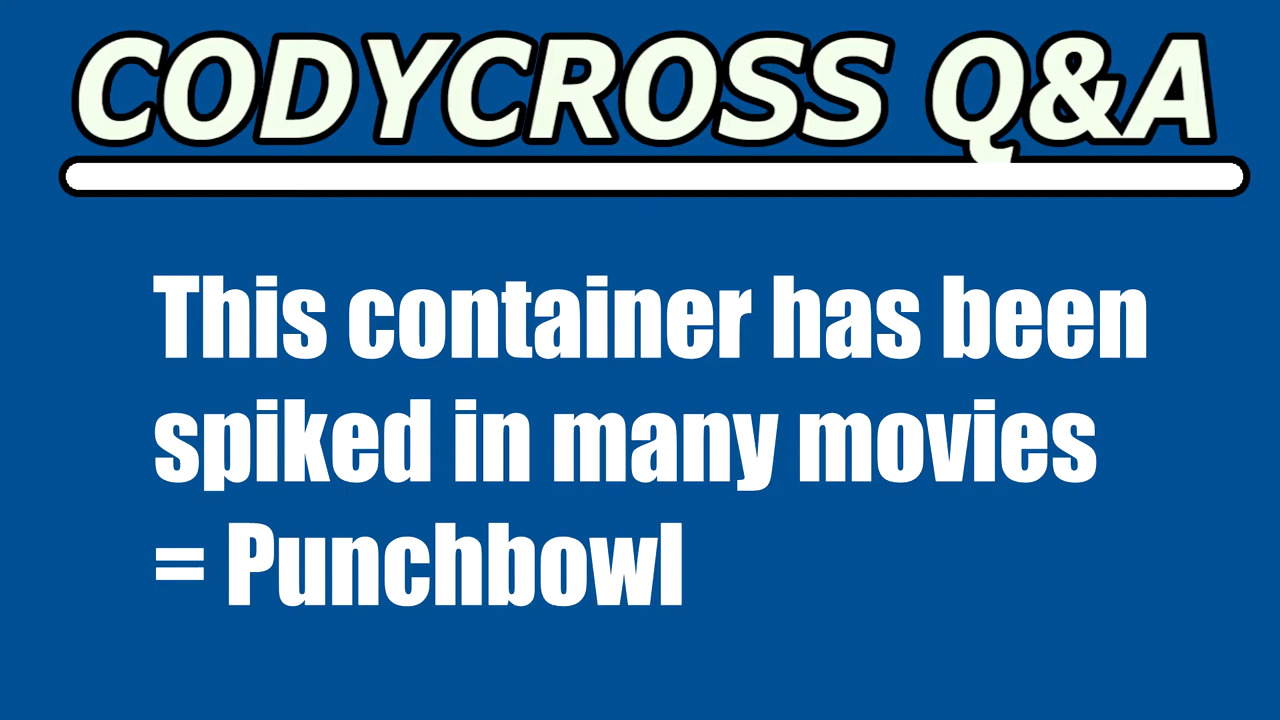 CODYCROSS Q&A
This container has been
spiked in many movies
= Punchbowl